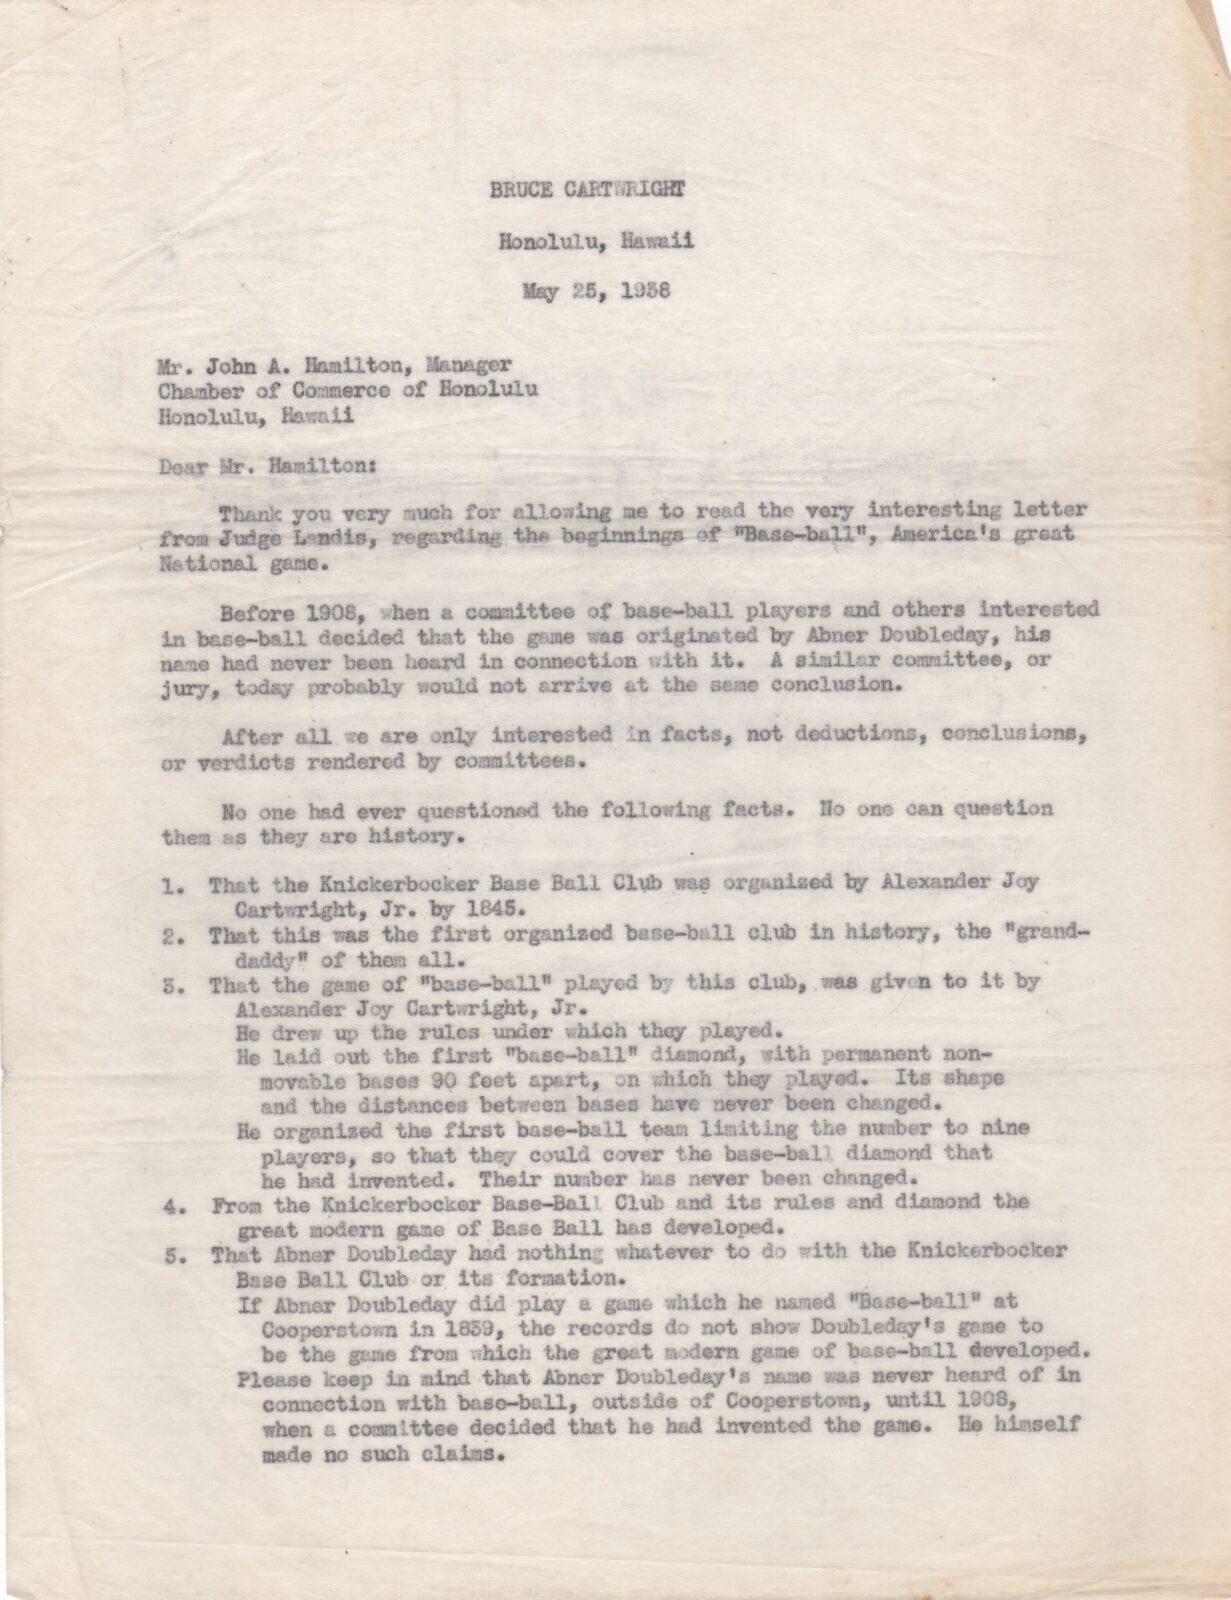 BRUCE CARTWRIGHT
Honolulu, Hawaii
May 25, 1938
Mr. John A. Hamilton, Manager
Chamber of Commerce of Honolulu
Honolulu, Hawaii
Dear Mr. Hamilton:
Thank you very much for allowing me to read the very interesting letter
from Judge Landis, regarding the beginnings of "Base-ball", America's great
National game.
Before 1908, when a committee of base-ball players and others interested
in base-ball decided that the game was originated by Abner Doubleday, his
name had never been heard in connection with it. A similar committee, or
jury, today probably would not arrive at the same conclusion.
After all we are only interested in facts, not deductions, conclusions,
or verdicts rendered by committees.
No one had ever questioned the following facts. No one can question
them as they are history.
1. That the Knickerbocker Base Ball Club was organized by Alexander Joy
Cartwright, Jr. by 1845.
2. That this was the first organized base-ball club in history, the "grand-
daddy" of them all.
3. That the game of "base-ball" played by this club, was given to it by
Alexander Joy Cartwright, Jr.
He drew up the rules under which they played.
He laid out the first "base-ball" diamond, with permanent non-
movable bases 90 feet apart, on which they played. Its shape
and the distances between bases have never been changed.
He organized the first base-ball team limiting the number to nine
players, so that they could cover the base-ball diamond that
he had invented. Their number has never been changed.
4. From the Knickerbocker Base-Ball Club and its rules and diamond the
great modern game of Base Ball has developed.
5. That Abner Doubleday had nothing whatever to do with the Knickerbocker
Base Ball Club or its formation.
If Abner Doubleday did play a game which he named "Base-ball" at
Cooperstown in 1839, the records do not show Doubleday's game to
be the game from which the great modern game of base-ball developed.
Please keep in mind that Abner Doubleday's name was never heard of in
connection with base-ball, outside of Cooperstown, until 1908,
when a committee decided that he had invented the game. He himself
made no such claims.